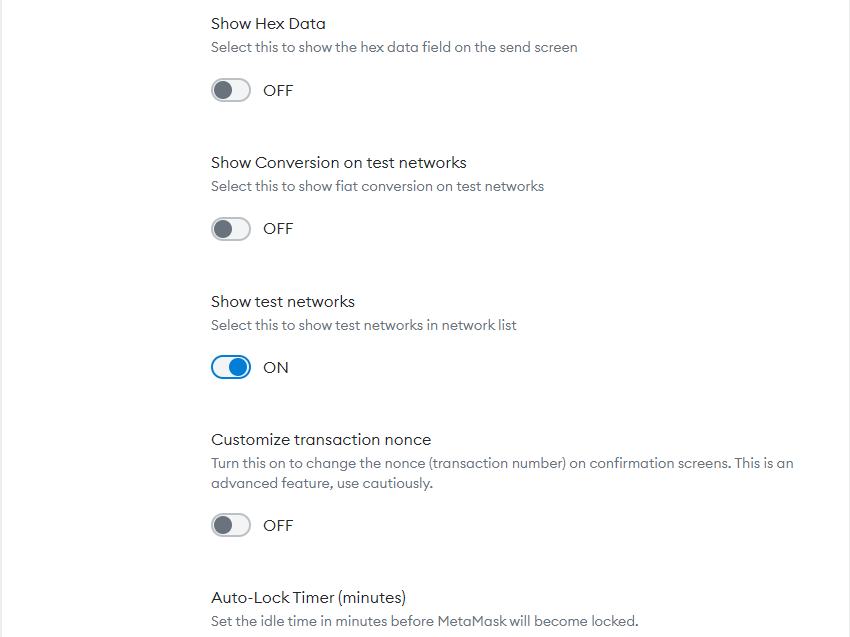 Show Hex Data
Select this to show the hex data field on the send screen
OFF
Show Conversion on test networks
Select this to show fiat conversion on test networks
OFF
Show test networks
Select this to show test networks in network list
ON
Customize transaction nonce
Turn this on to change the nonce (transaction number) on confirmation screens. This is an
advanced feature, use cautiously.
OFF
Auto-Lock Timer (minutes)
Set the idle time in minutes before MetaMask will become locked.